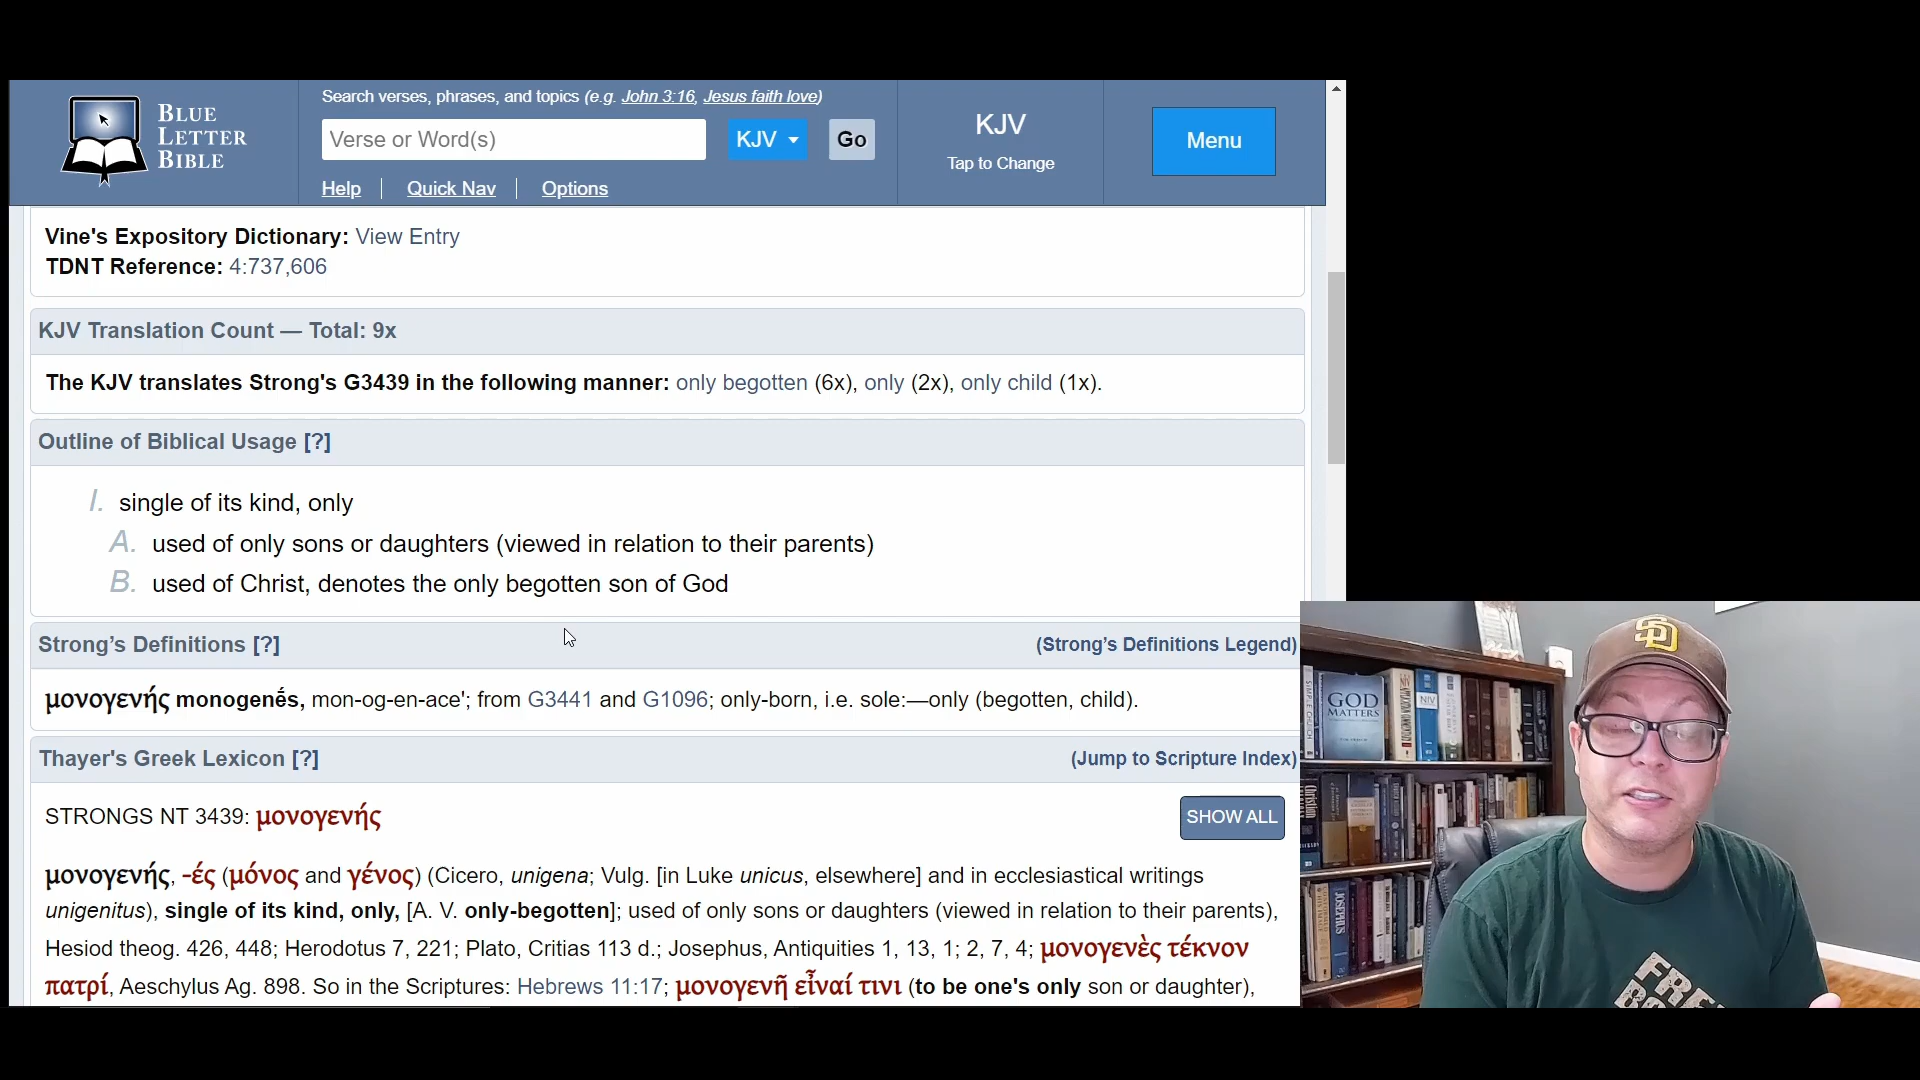 BLUE
LETTER
BIBLE
Search verses, phrases, and topics (e.g. John 3:16, Jesus faith love)
Verse or Word(s)
KJV
Go
Help
Quick Nav
Options
KJV
Tap to Change
Menu
Vine's Expository Dictionary: View Entry
TDNT Reference: 4:737,606
KJV Translation Count — Total: 9x
The KJV translates Strong's G3439 in the following manner: only begotten (6x), only (2x), only child (1x).
Outline of Biblical Usage [?]
I. single of its kind, only
A. used of only sons or daughters (viewed in relation to their parents)
B. used of Christ, denotes the only begotten son of God
Strong’s Definitions [?]
(Strong’s Definitions Legend)
μονογενής monogenḗs, mon-og-en-ace'; from G3441 and G1096; only-born, i.e. sole:—only (begotten, child).
Thayer's Greek Lexicon [?]
(Jump to Scripture Index)
STRONGS NT 3439: μονογενής
SHOW ALL
μονογενής, -ές (μόνος and γένος) (Cicero, unigena; Vulg. [in Luke unicus, elsewhere] and in ecclesiastical writings
unigenitus), single of its kind, only, [A. V. only-begotten]; used of only sons or daughters (viewed in relation to their parents),
Hesiod theog. 426, 448; Herodotus 7, 221; Plato, Critias 113 d.; Josephus, Antiquities 1, 13, 1; 2, 7, 4; μονογενὲς τέκνον
πατρί, Aeschylus Ag. 898. So in the Scriptures: Hebrews 11:17; μονογενῆ εἶναί τινι (to be one's only son or daughter),
SD
GOD
MATTERS
NIV
SIMPLE CHURCH
Christian
JOSEPHUS
FREE